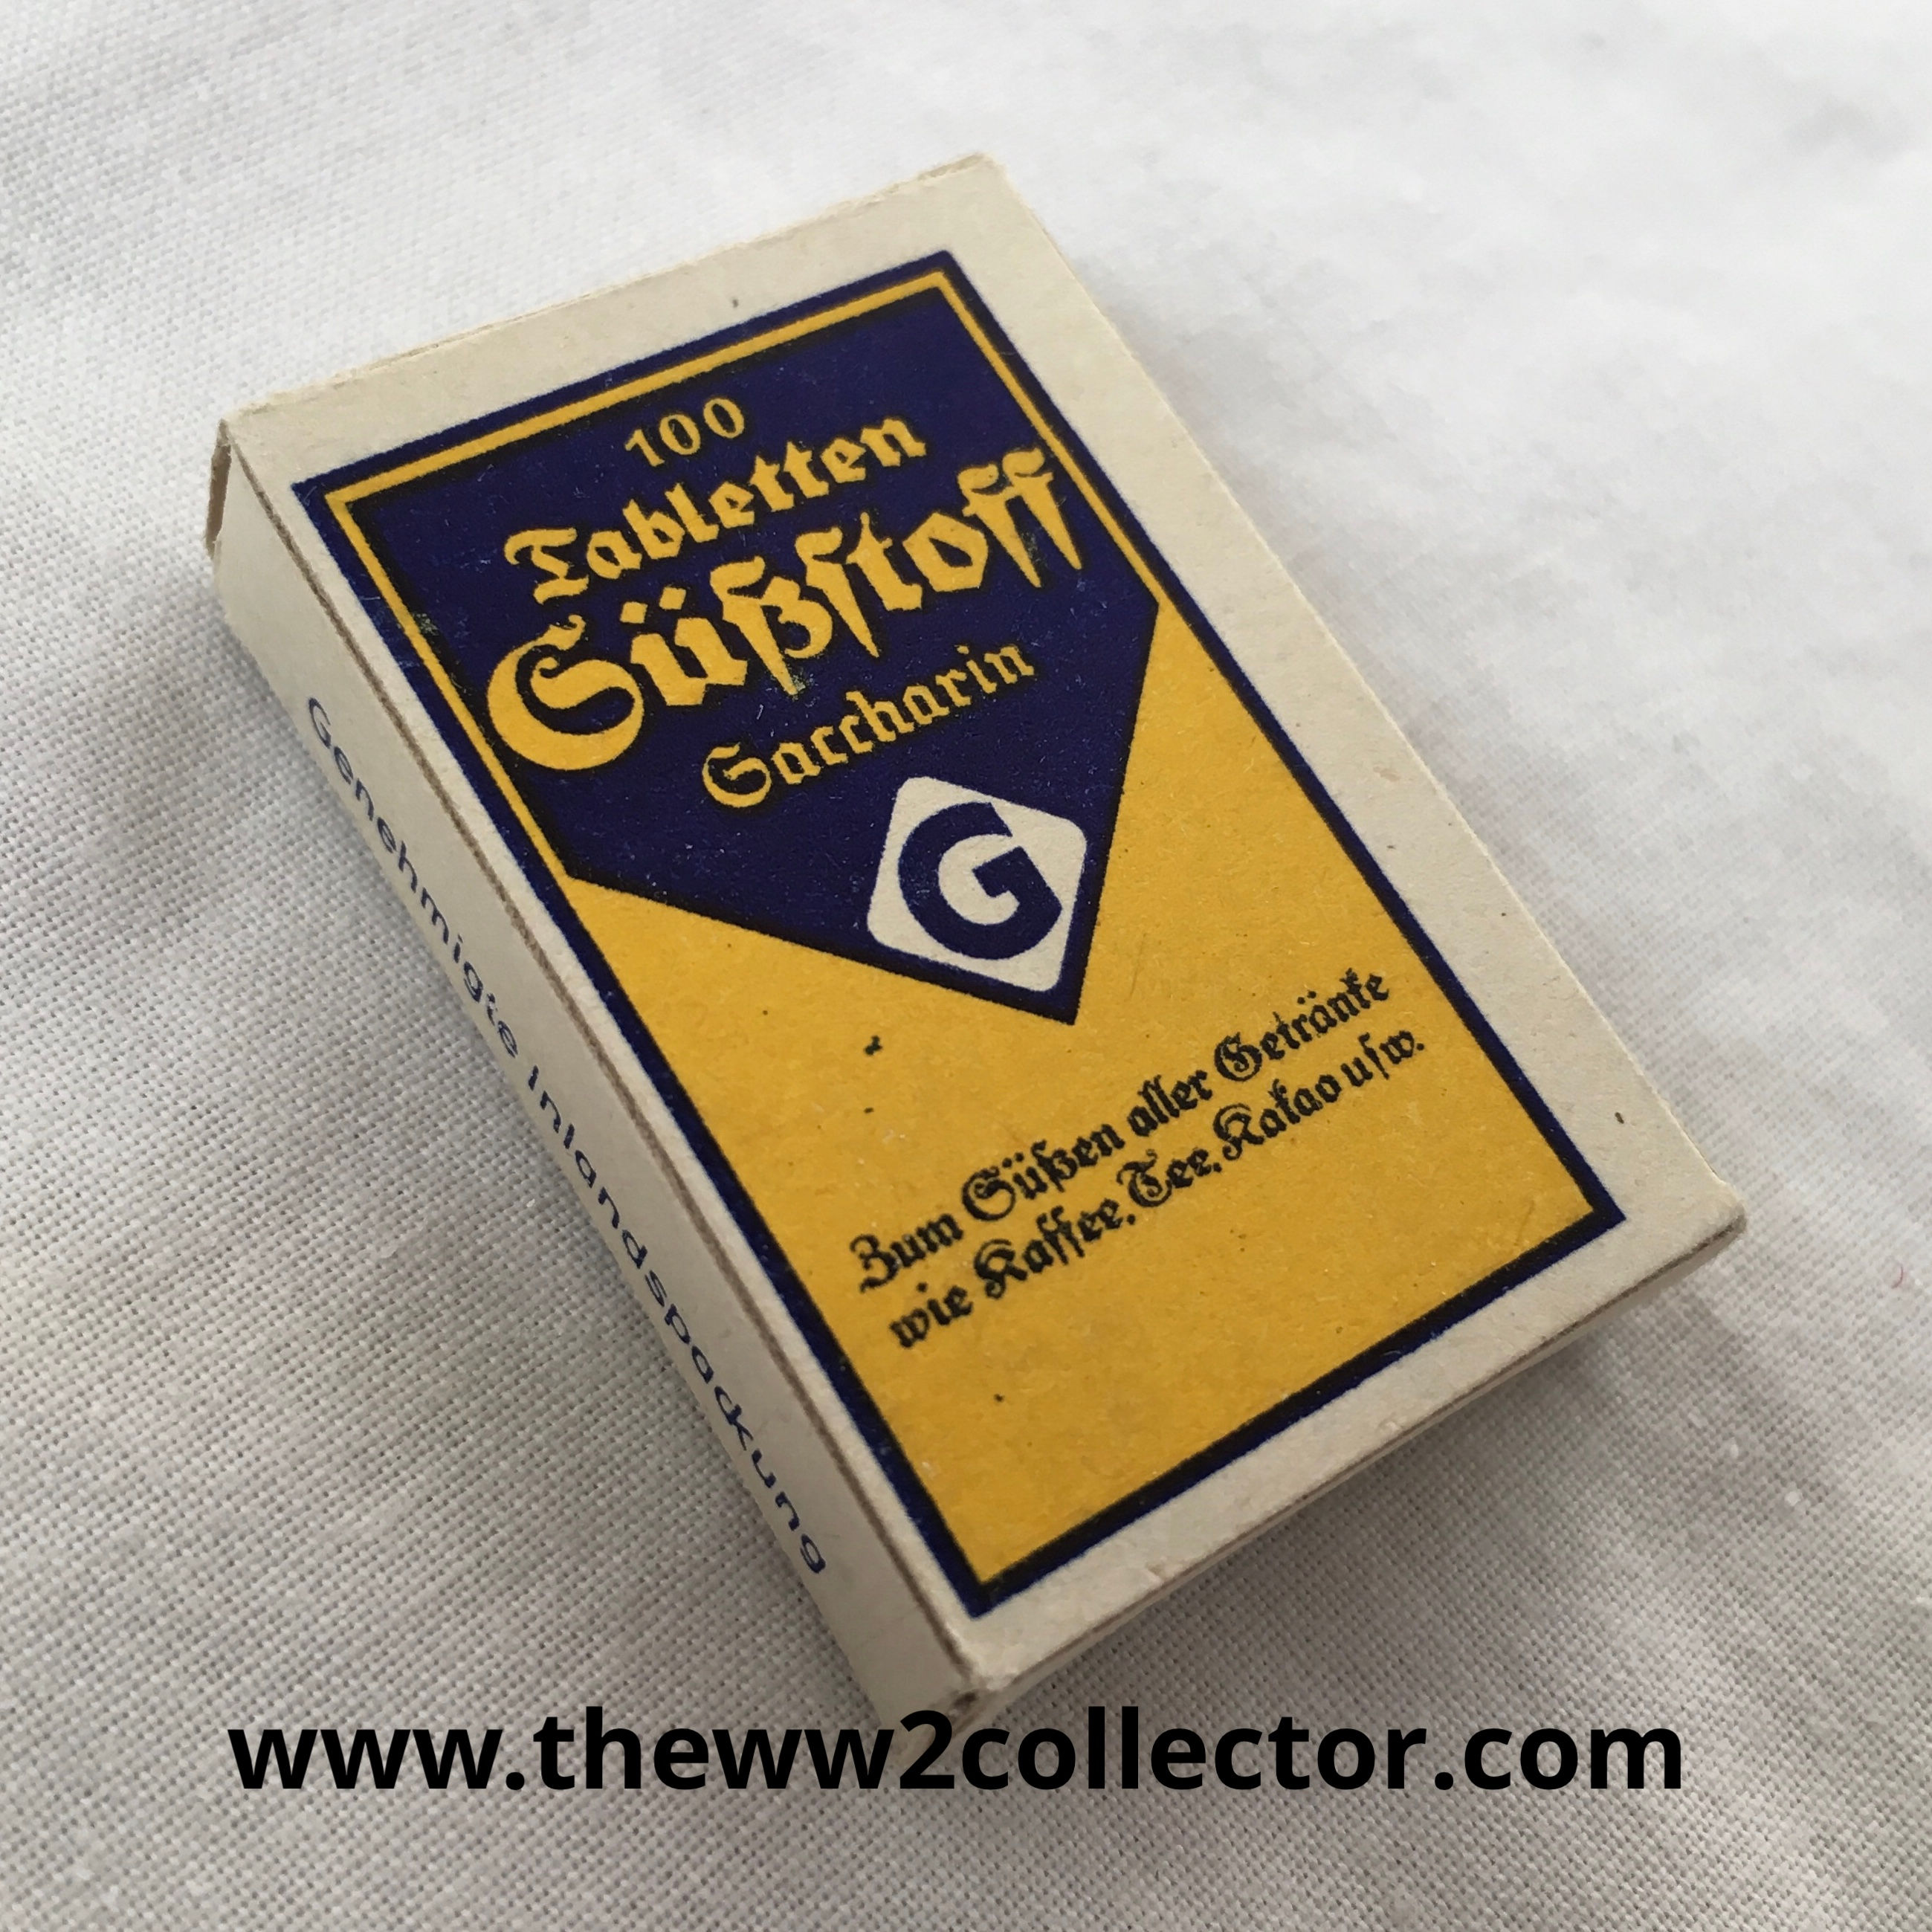 100
Tabletten
Süßstoff
Saccharin
G
Zum Süßen aller Getränke
wie Kaffee, Tee, Kakao usw.
Genehmigte Inlandspackung
www.theww2collector.com